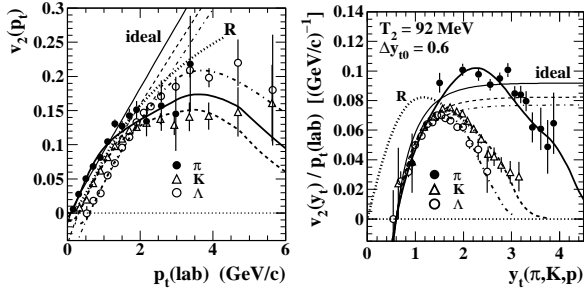 v₂(pₜ)
0.3
0.25
0.2
0.15
0.1
0.05
0
0
2
4
6
ideal
R
π
K
Λ
pₜ(lab) (GeV/c)
v₂(yₜ) / pₜ(lab) [(GeV/c)⁻¹]
0.14
0.12
0.1
0.08
0.06
0.04
0.02
0
0
1
2
3
4
T₂ = 92 MeV
Δyₜ₀ = 0.6
ideal
R
π
K
Λ
yₜ(π,K,p)